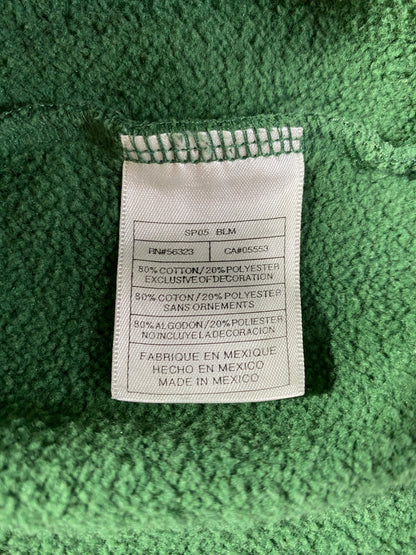 SP05 BLM
RN#56323 CA#05553
80% COTTON/20% POLYESTER
EXCLUSIVE OF DECORATION
80% COTON/20% POLYESTER
SANS ORNEMENTS
80% ALGODON/20% POLIESTER
NO INCLUYE LA DECORACION
FABRIQUE EN MEXIQUE
HECHO EN MEXICO
MADE IN MEXICO